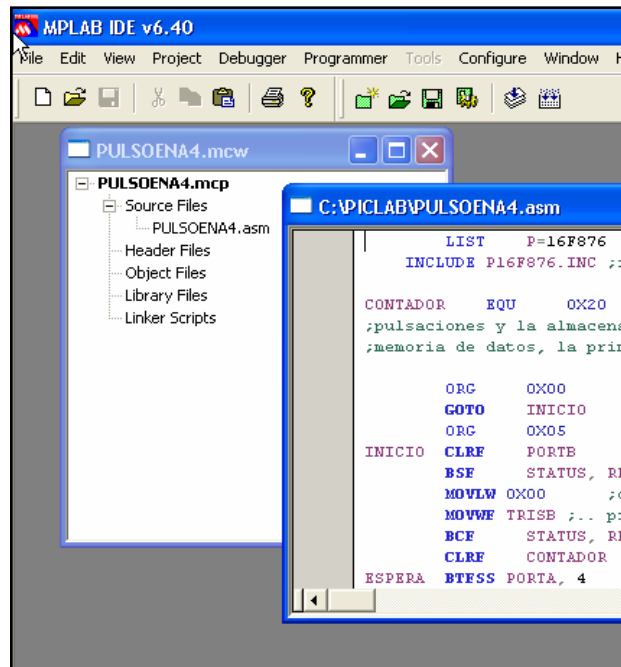 MPLAB IDE v6.40
File Edit View Project Debugger Programmer Tools Configure Window
PULSOENA4.mcw
PULSOENA4.mcp
Source Files
PULSOENA4.asm
Header Files
Object Files
Library Files
Linker Scripts
C:\PICLAB\PULSOENA4.asm
LIST P=16F876
INCLUDE P16F876.INC
CONTADOR EQU 0X20
;pulsaciones y la almacena
;memoria de datos, la
ORG 0X00
GOTO INICIO
ORG 0X05
INICIO CLRF PORTB
BSF STATUS,
MOVLW 0X00
MOVWF TRISB ;..
BCF STATUS,
CLRF CONTADOR
ESPERA BTFSS PORTA, 4